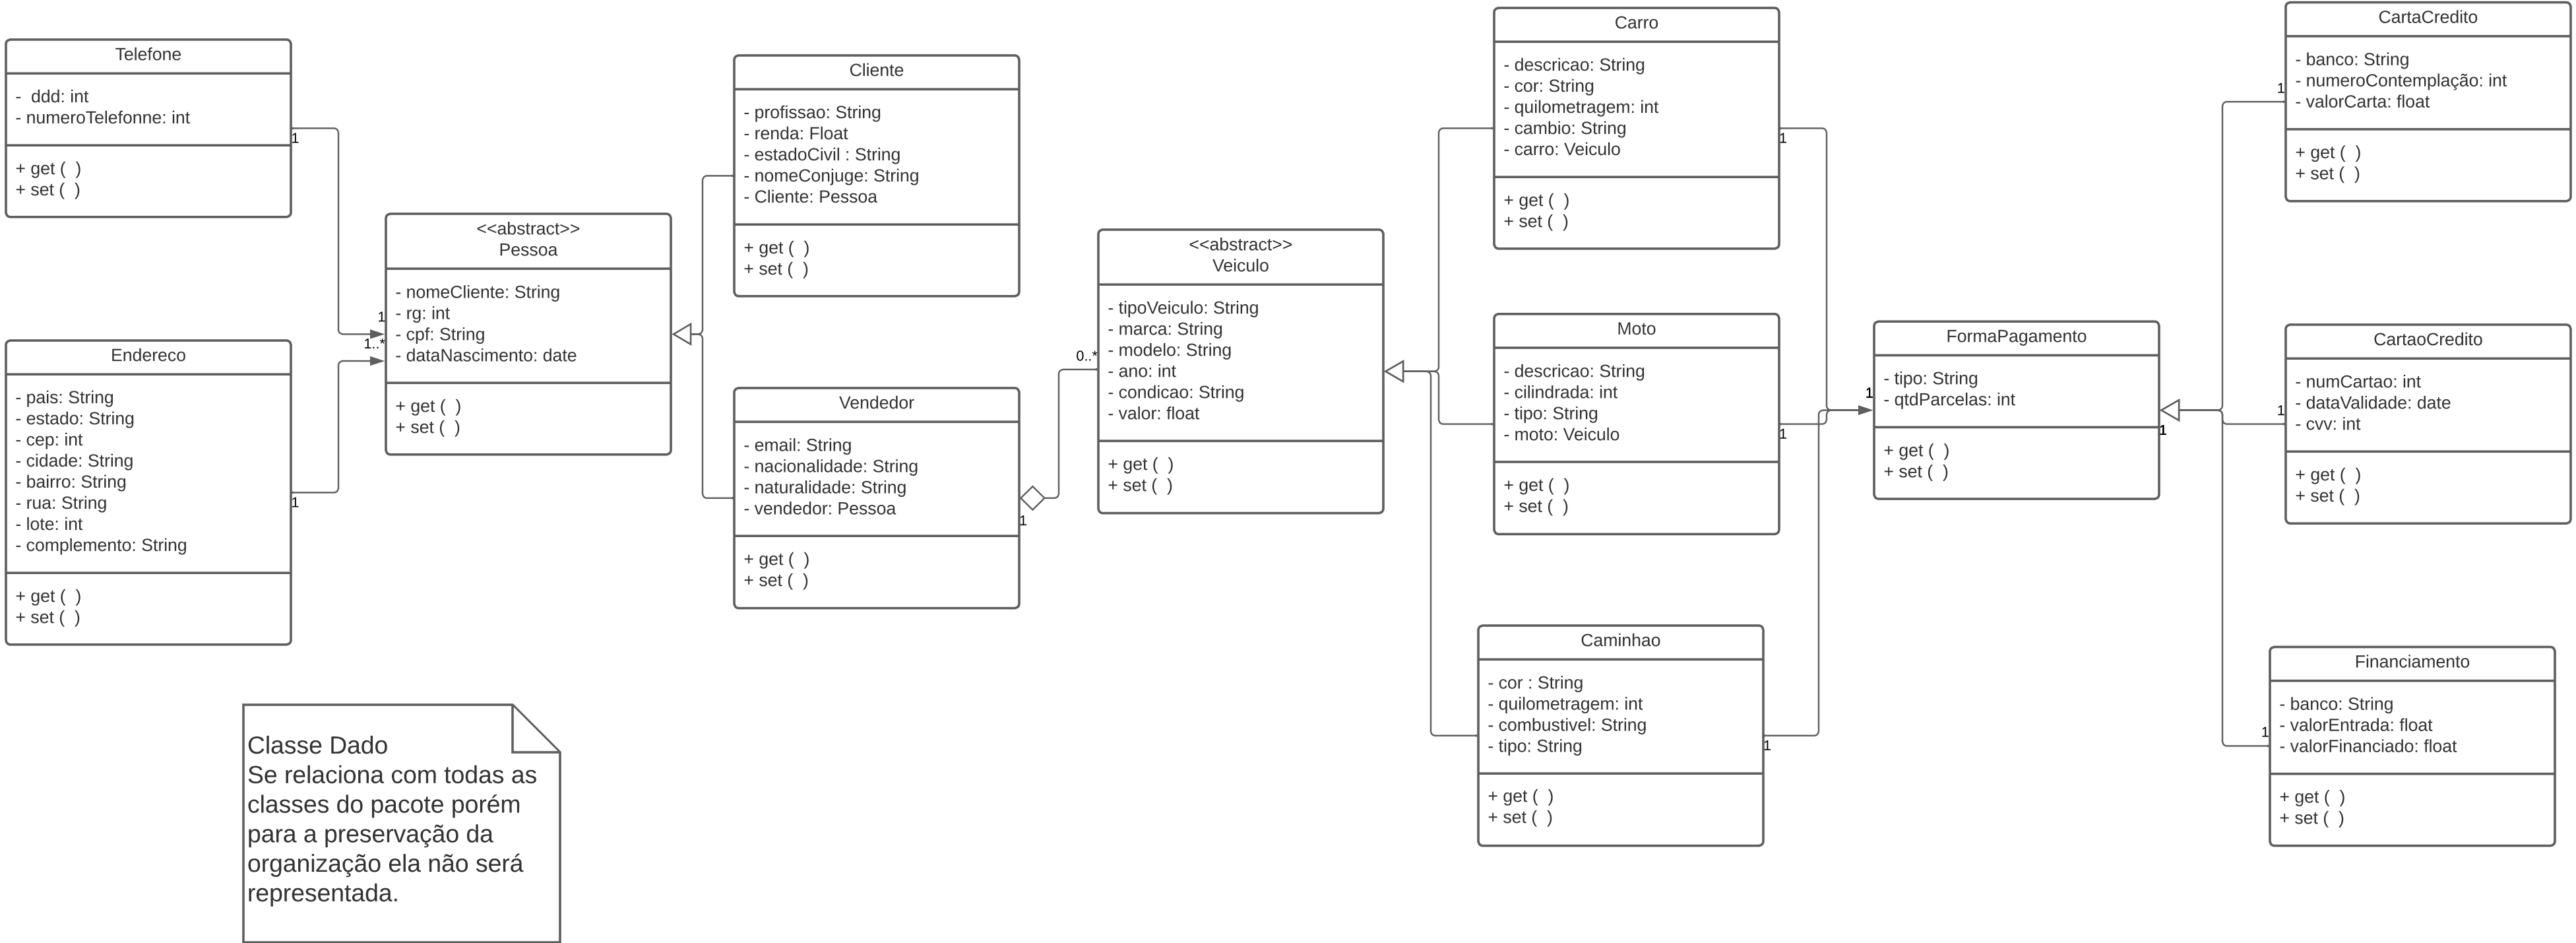 Telefone
-  ddd: int
- numeroTelefonne: int
+ get (  )
+ set (  )
1
Endereco
- pais: String
- estado: String
- cep: int
- cidade: String
- bairro: String
- rua: String
- lote: int
- complemento: String
+ get (  )
+ set (  )
1
Classe Dado
Se relaciona com todas as
classes do pacote porém
para a preservação da
organização ela não será
representada.
1
1..*
<<abstract>>
Pessoa
- nomeCliente: String
- rg: int
- cpf: String
- dataNascimento: date
+ get (  )
+ set (  )
Cliente
- profissao: String
- renda: Float
- estadoCivil : String
- nomeConjuge: String
- Cliente: Pessoa
+ get (  )
+ set (  )
Vendedor
- email: String
- nacionalidade: String
- naturalidade: String
- vendedor: Pessoa
+ get (  )
+ set (  )
1
0..*
<<abstract>>
Veiculo
- tipoVeiculo: String
- marca: String
- modelo: String
- ano: int
- condicao: String
- valor: float
+ get (  )
+ set (  )
Carro
- descricao: String
- cor: String
- quilometragem: int
- cambio: String
- carro: Veiculo
+ get (  )
+ set (  )
1
Moto
- descricao: String
- cilindrada: int
- tipo: String
- moto: Veiculo
+ get (  )
+ set (  )
1
Caminhao
- cor : String
- quilometragem: int
- combustivel: String
- tipo: String
+ get (  )
+ set (  )
1
1
FormaPagamento
- tipo: String
- qtdParcelas: int
+ get (  )
+ set (  )
1
1
CartaCredito
- banco: String
- numeroContemplação: int
- valorCarta: float
+ get (  )
+ set (  )
1
CartaoCredito
- numCartao: int
- dataValidade: date
- cvv: int
+ get (  )
+ set (  )
1
Financiamento
- banco: String
- valorEntrada: float
- valorFinanciado: float
+ get (  )
+ set (  )